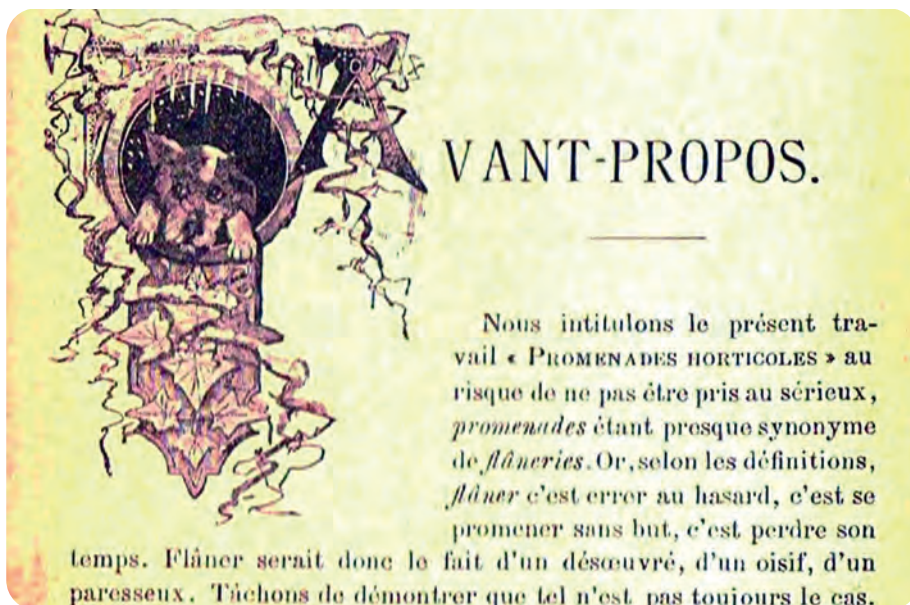 AVANT-PROPOS.
Nous intitulons le présent tra-
vail « PROMENADES HORTICOLES » au
risque de ne pas être pris au sérieux,
promenades étant presque synonyme
de flâneries. Or, selon les définitions,
flâner c'est errer au hasard, c'est se
promener sans but, c'est perdre son
temps. Flâner serait donc le fait d'un désœuvré, d'un oisif, d'un
paresseux. Tâchons de démontrer que tel n'est pas toujours le cas.